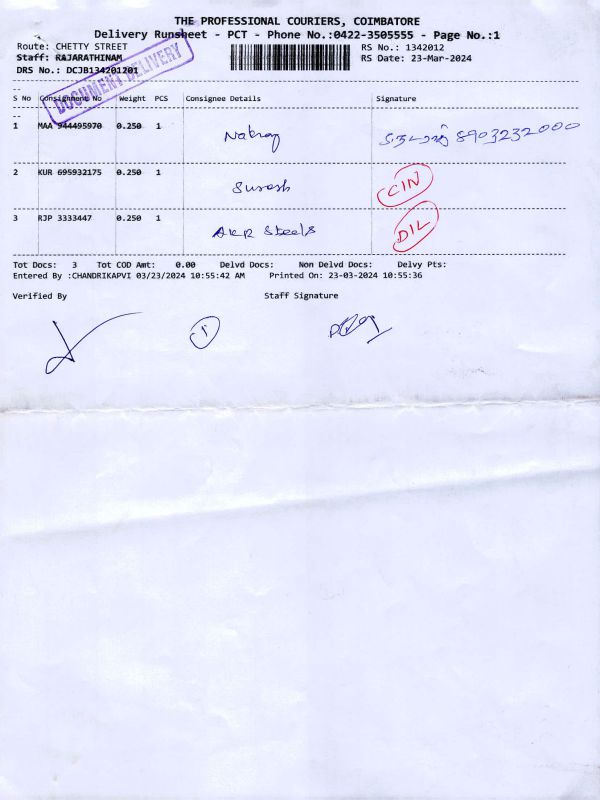 THE PROFESSIONAL COURIERS, COIMBATORE
Delivery Runsheet - PCT - Phone No.:0422-3505555 - Page No.:1
Route: CHETTY STREET
RS No.: 1342012
Staff: RAJARATHINAM
RS Date: 23-Mar-2024
DRS No.: DCJB134201201
DOCUMENT DELIVERY
S No Consignment No Weight PCS Consignee Details Signature
1 MAA 944495970 0.250 1 8903232000
2 KUR 695932175 0.250 1 Suresh CIN
3 RJP 3333447 0.250 1 AKR Steels DIL
Tot Docs: 3 Tot COD Amt: 0.00 Delvd Docs: Non Delvd Docs: Delvy Pts:
Entered By :CHANDRIKAPVI 03/23/2024 10:55:42 AM Printed On: 23-03-2024 10:55:36
Verified By Staff Signature
1